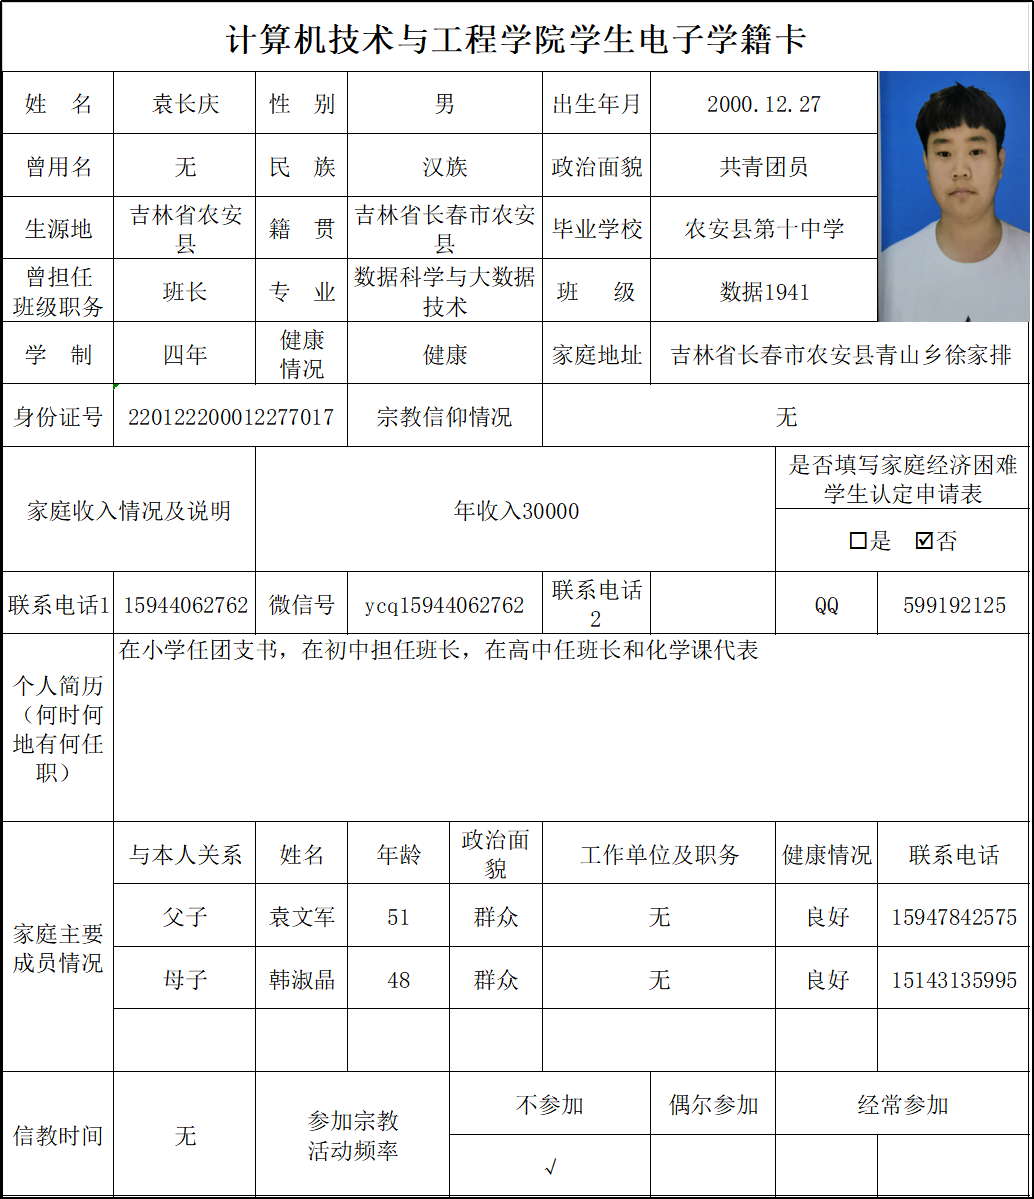 计算机技术与工程学院学生电子学籍卡
姓 名 袁长庆 性 别 男 出生年月 2000.12.27
曾用名 无 民 族 汉族 政治面貌 共青团员
生源地 吉林省农安县 籍 贯 吉林省长春市农安县 毕业学校 农安县第十中学
曾担任班级职务 班长 专 业 数据科学与大数据技术 班 级 数据1941
学 制 四年 健康情况 健康 家庭地址 吉林省长春市农安县青山乡徐家排
身份证号 220122200012277017 宗教信仰情况 无
家庭收入情况及说明 年收入30000 是否填写家庭经济困难学生认定申请表
☐是 ☑否
联系电话1 15944062762 微信号 ycq15944062762 联系电话2 QQ 599192125
个人简历（何时何地有何任职） 在小学任团支书，在初中担任班长，在高中任班长和化学课代表
家庭主要成员情况
与本人关系 姓名 年龄 政治面貌 工作单位及职务 健康情况 联系电话
父子 袁文军 51 群众 无 良好 15947842575
母子 韩淑晶 48 群众 无 良好 15143135995
信教时间 无 参加宗教活动频率 不参加 偶尔参加 经常参加
√